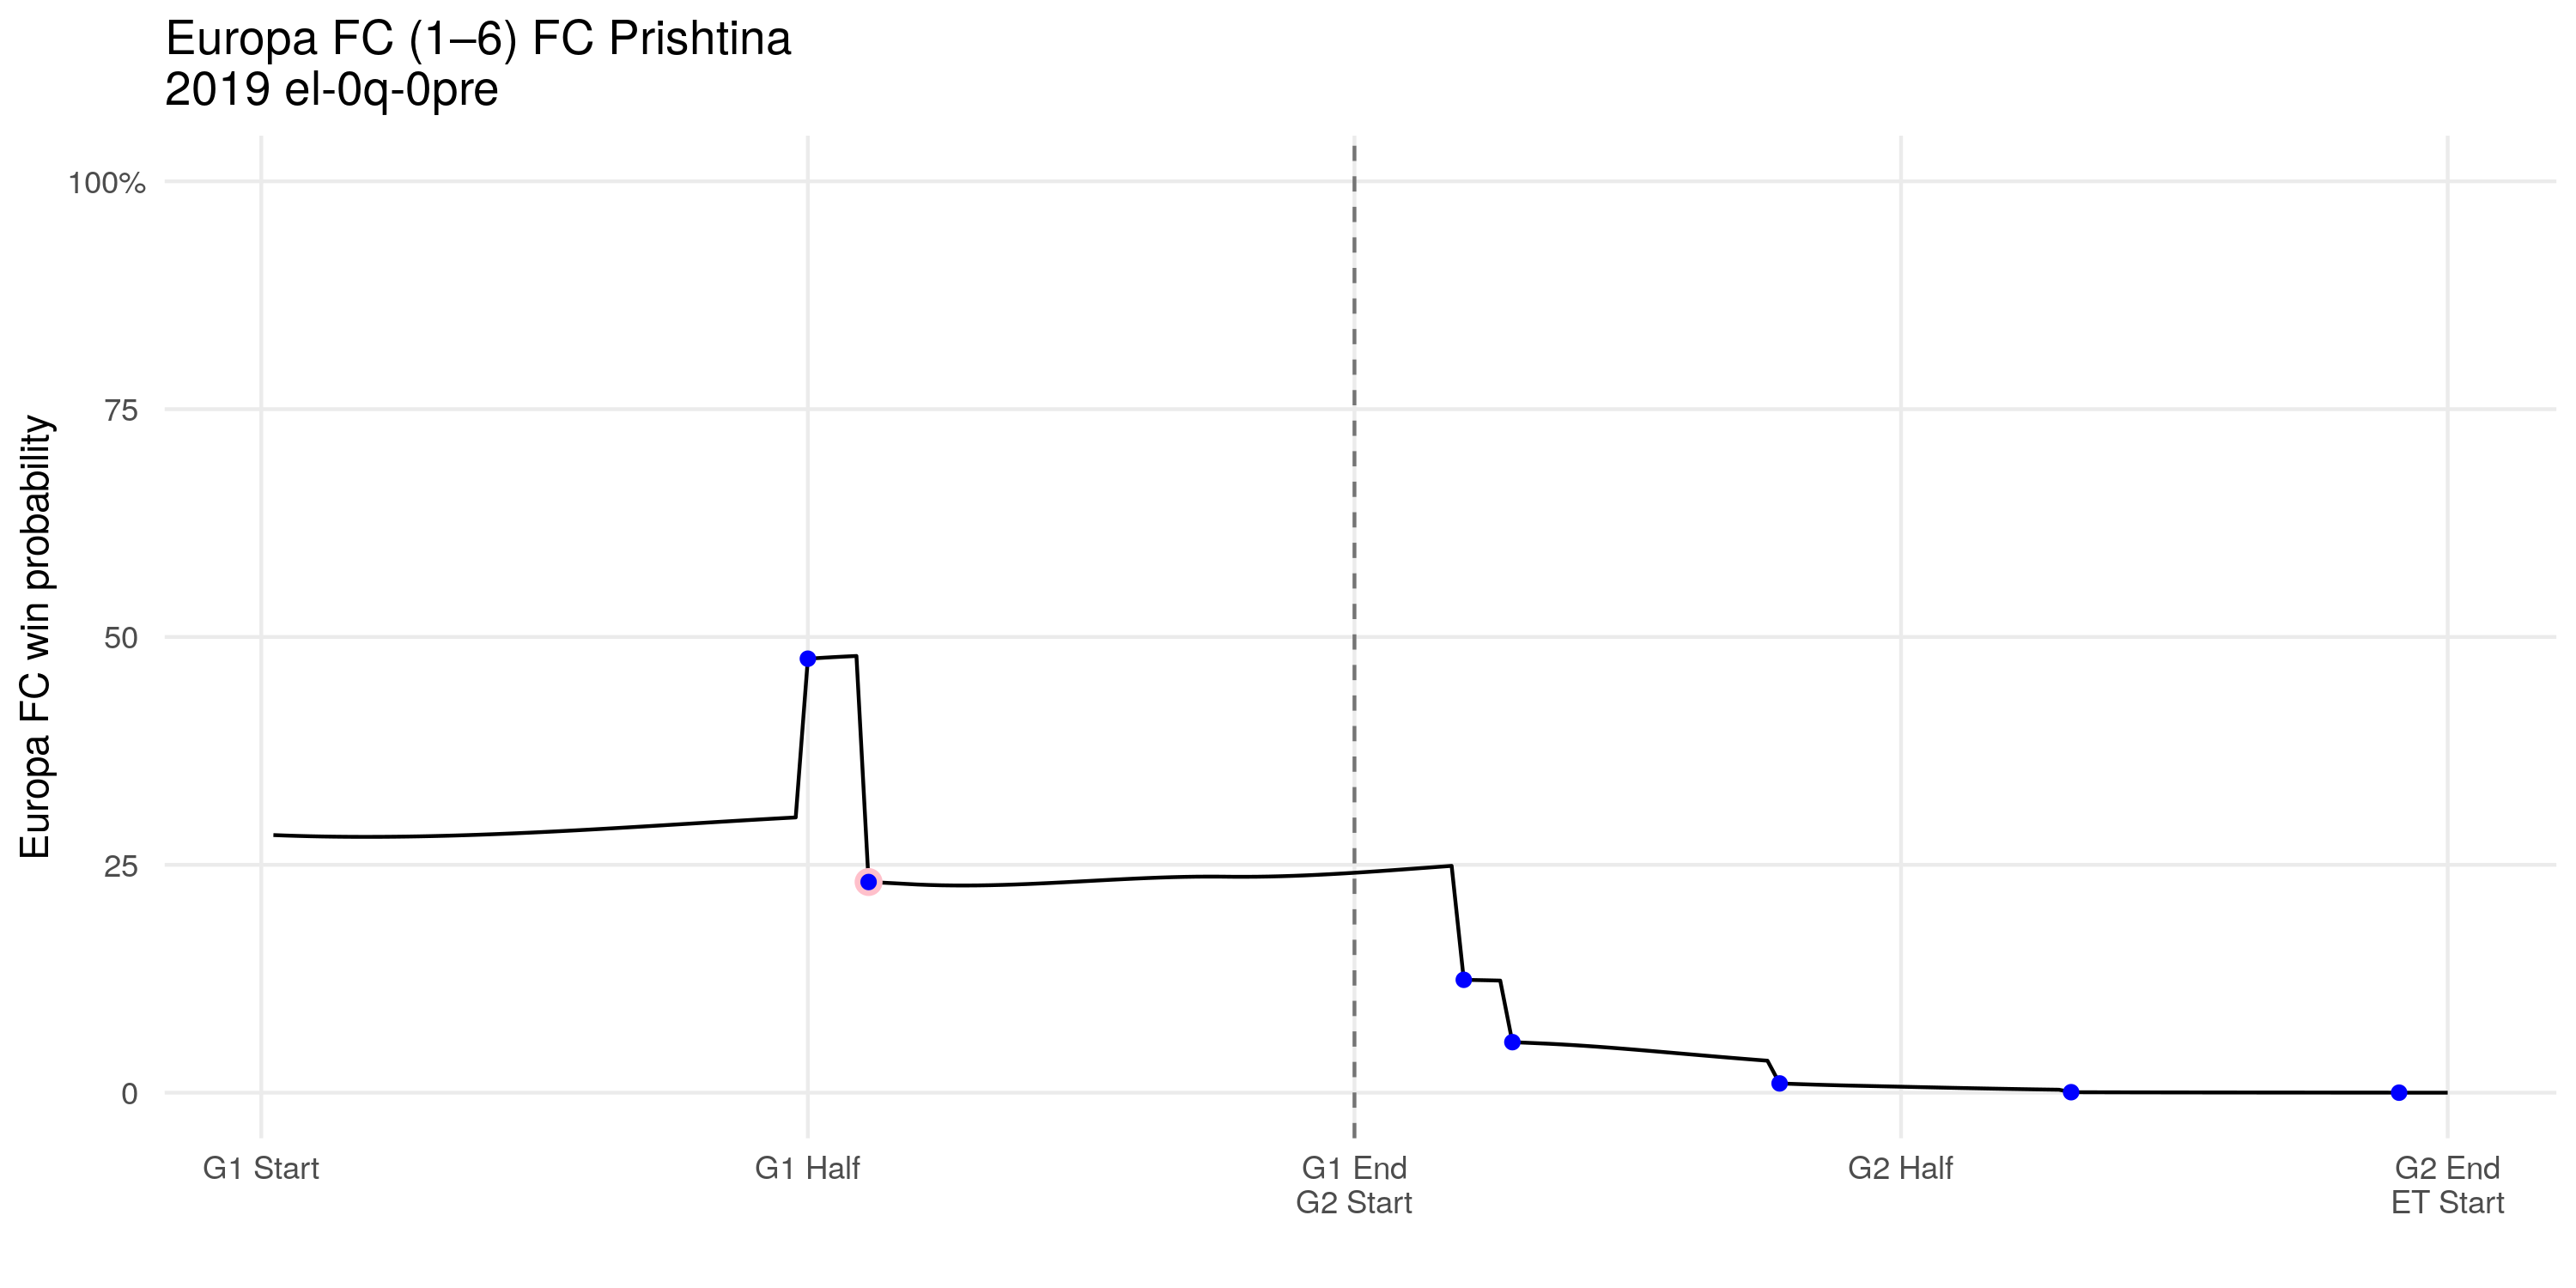 Europa FC (1–6) FC Prishtina
2019 el-0q-0pre
Europa FC win probability
100%
75
50
25
0
G1 Start
G1 Half
G1 End
G2 Start
G2 Half
G2 End
ET Start